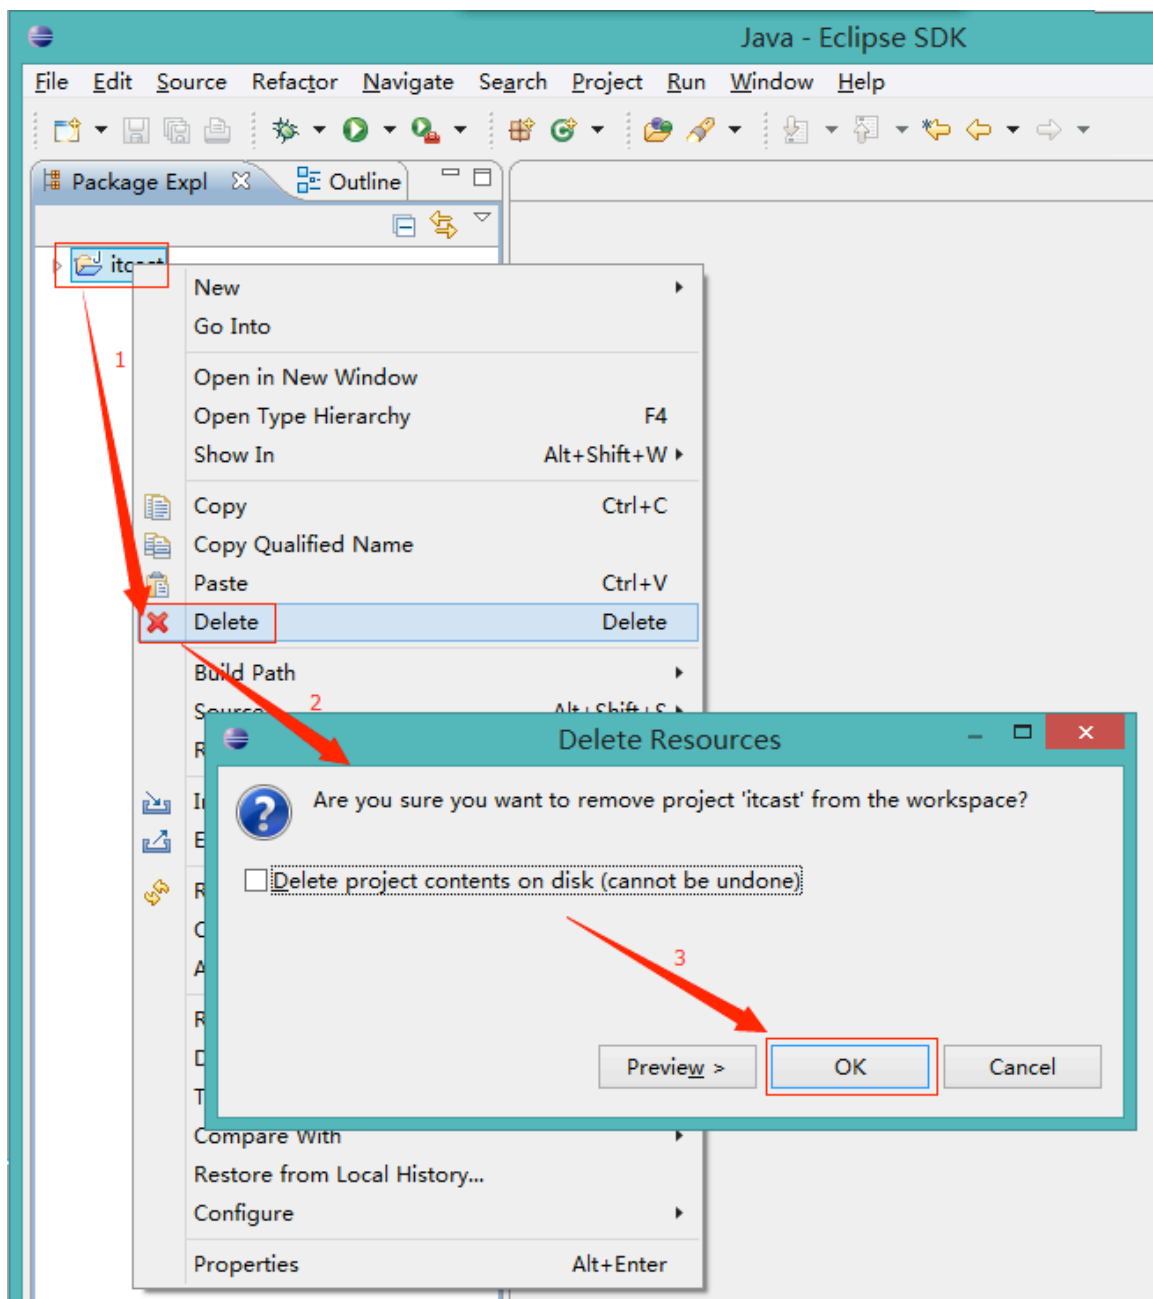 Java - Eclipse SDK
File Edit Source Refactor Navigate Search Project Run Window Help
Package Expl Outline
itcast
New
Go Into
1
Open in New Window
Open Type Hierarchy F4
Show In Alt+Shift+W
Copy Ctrl+C
Copy Qualified Name
Paste Ctrl+V
Delete Delete
Build Path
Source Alt+Shift+S
2
Delete Resources
Are you sure you want to remove project 'itcast' from the workspace?
Delete project contents on disk (cannot be undone)
3
Preview > OK Cancel
Compare With
Restore from Local History...
Configure
Properties Alt+Enter